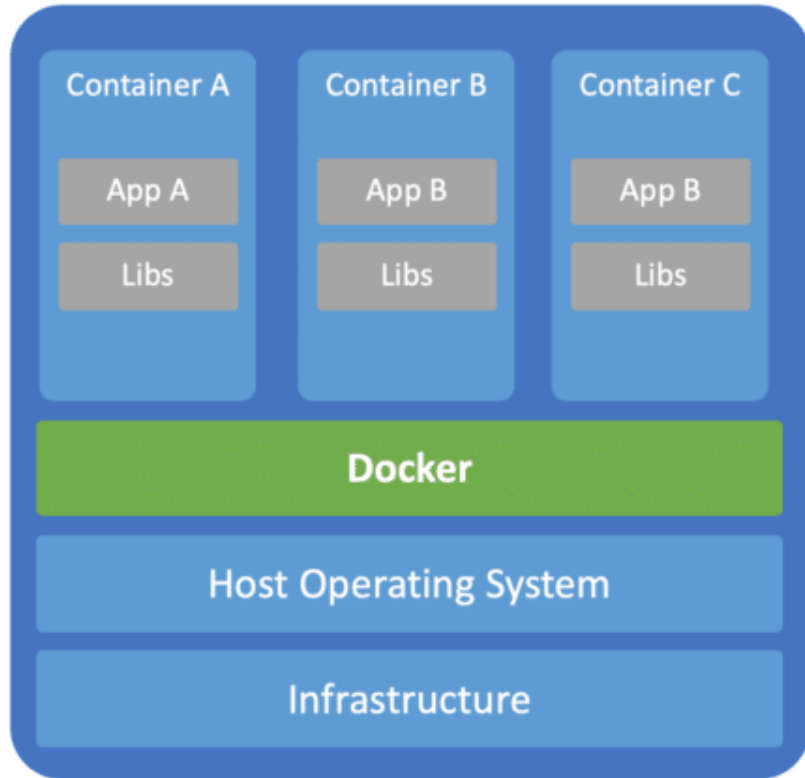 Container A
Container B
Container C
App A
App B
App B
Libs
Libs
Libs
Docker
Host Operating System
Infrastructure